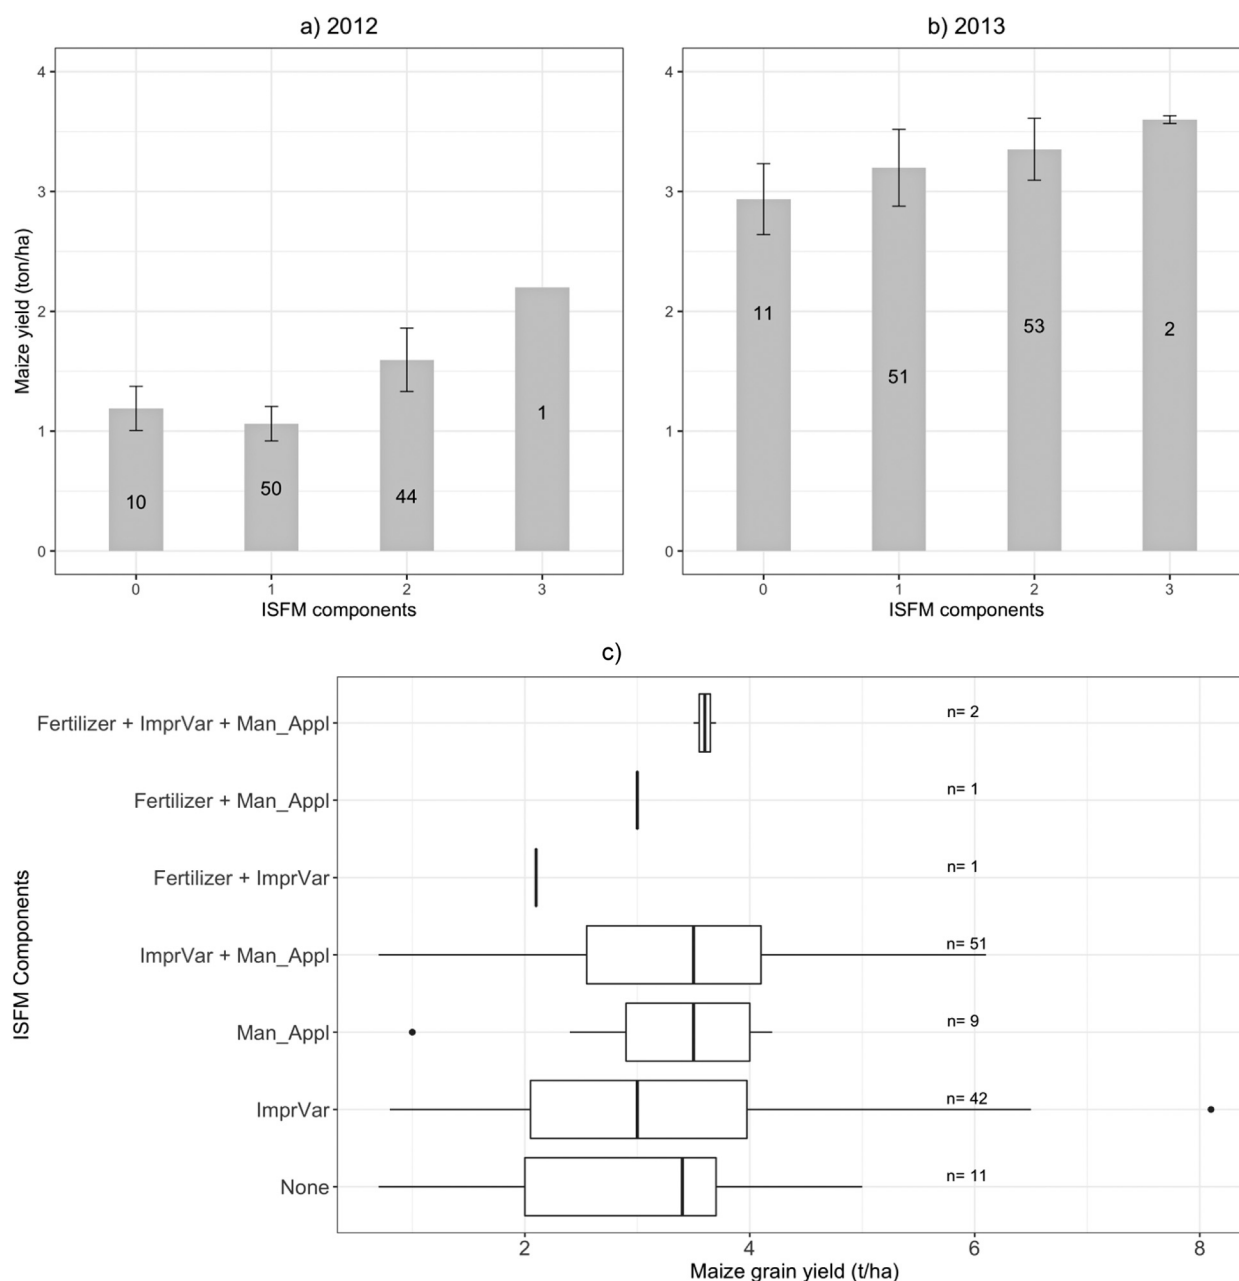 a) 2012
Maize yield (ton/ha)
4
3
2
1
0
10
50
44
1
0
1
2
3
ISFM components
b) 2013
4
3
2
1
0
11
51
53
2
0
1
2
3
ISFM components
c)
ISFM Components
Fertilizer + ImprVar + Man_Appl
n= 2
Fertilizer + Man_Appl
n= 1
Fertilizer + ImprVar
n= 1
ImprVar + Man_Appl
n= 51
Man_Appl
n= 9
ImprVar
n= 42
None
n= 11
2
4
6
8
Maize grain yield (t/ha)